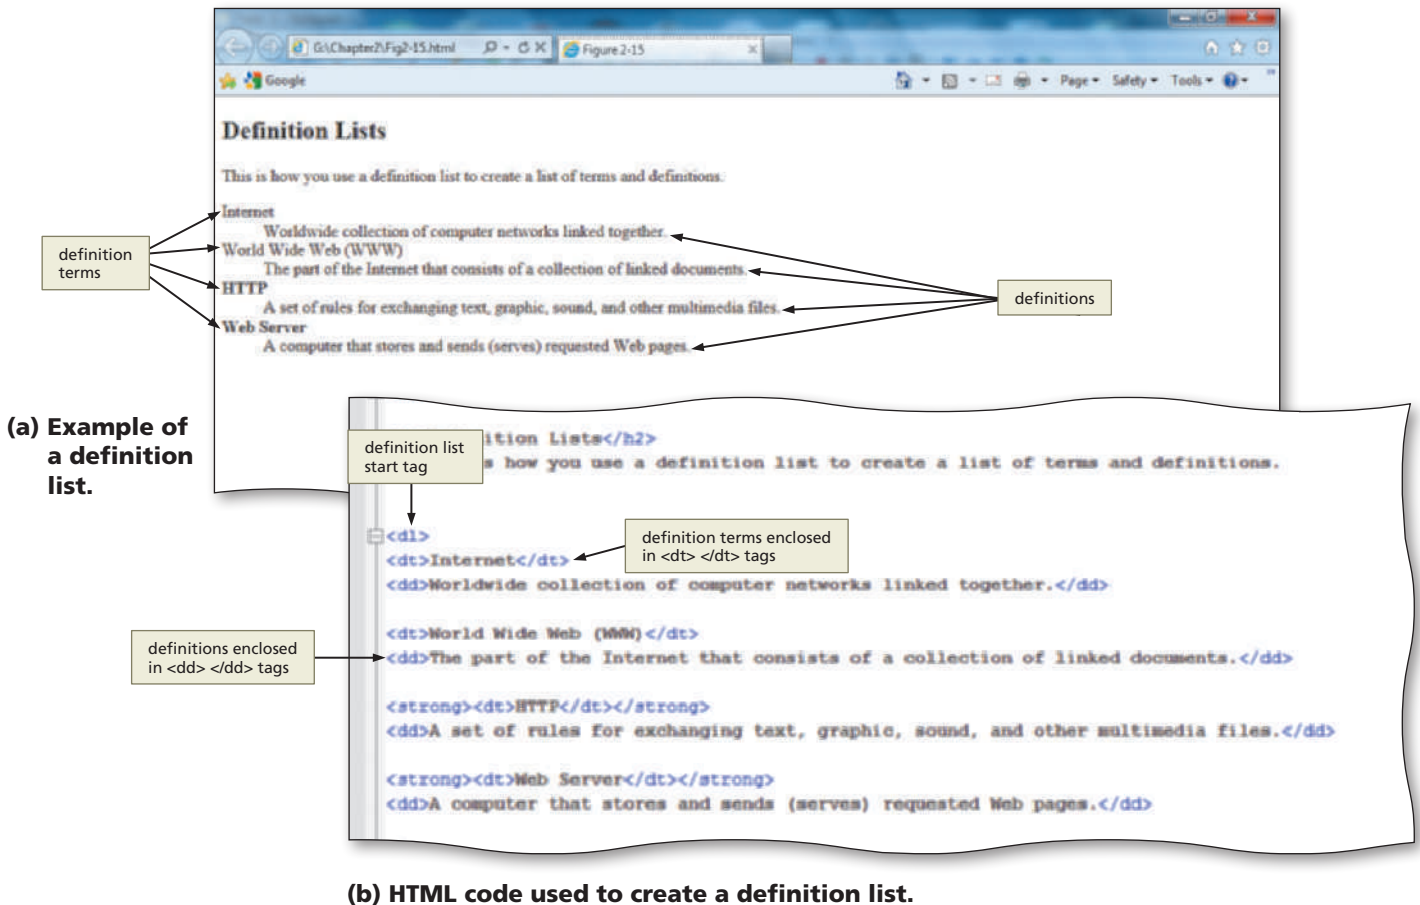 G:\Chapter2\Fig2-15.html
Figure 2-15
Google
Page
Safety
Tools
Definition Lists
This is how you use a definition list to create a list of terms and definitions.
Internet
Worldwide collection of computer networks linked together.
World Wide Web (WWW)
The part of the Internet that consists of a collection of linked documents.
HTTP
A set of rules for exchanging text, graphic, sound, and other multimedia files.
Web Server
A computer that stores and sends (serves) requested Web pages.
definition
terms
definitions
(a) Example of
a definition
list.
definition list
start tag
ition Lists</h2>
s how you use a definition list to create a list of terms and definitions.
<dl>
<dt>Internet</dt>
<dd>Worldwide collection of computer networks linked together.</dd>
definition terms enclosed
in <dt> </dt> tags
<dt>World Wide Web (WWW)</dt>
<dd>The part of the Internet that consists of a collection of linked documents.</dd>
definitions enclosed
in <dd> </dd> tags
<strong><dt>HTTP</dt></strong>
<dd>A set of rules for exchanging text, graphic, sound, and other multimedia files.</dd>
<strong><dt>Web Server</dt></strong>
<dd>A computer that stores and sends (serves) requested Web pages.</dd>
(b) HTML code used to create a definition list.